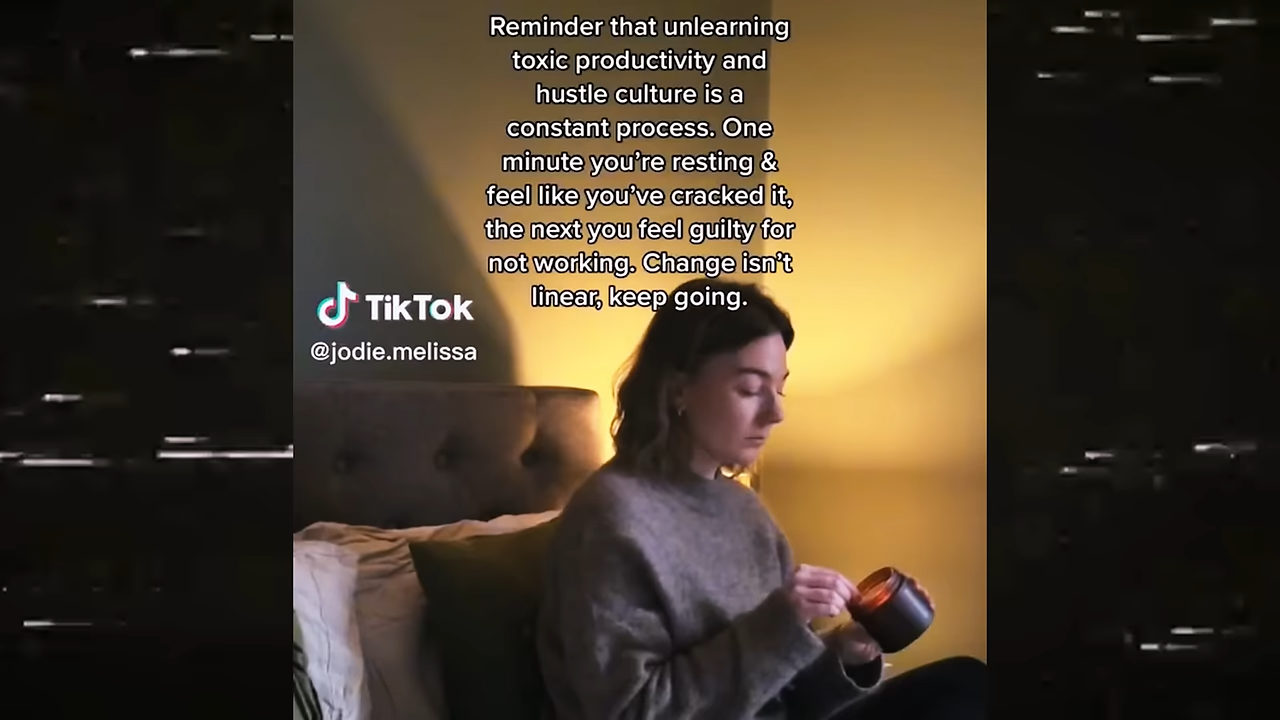 Reminder that unlearning
toxic productivity and
hustle culture is a
constant process. One
minute you’re resting &
feel like you’ve cracked it,
the next you feel guilty for
not working. Change isn’t
linear, keep going.
TikTok
@jodie.melissa